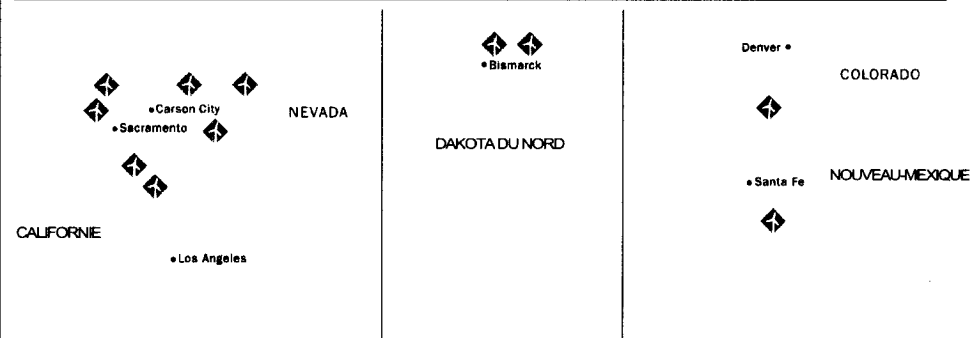 Carson City
NEVADA
Sacramento
CALIFORNIE
Los Angeles
Bismarck
DAKOTA DU NORD
Denver
COLORADO
Santa Fe
NOUVEAU-MEXIQUE